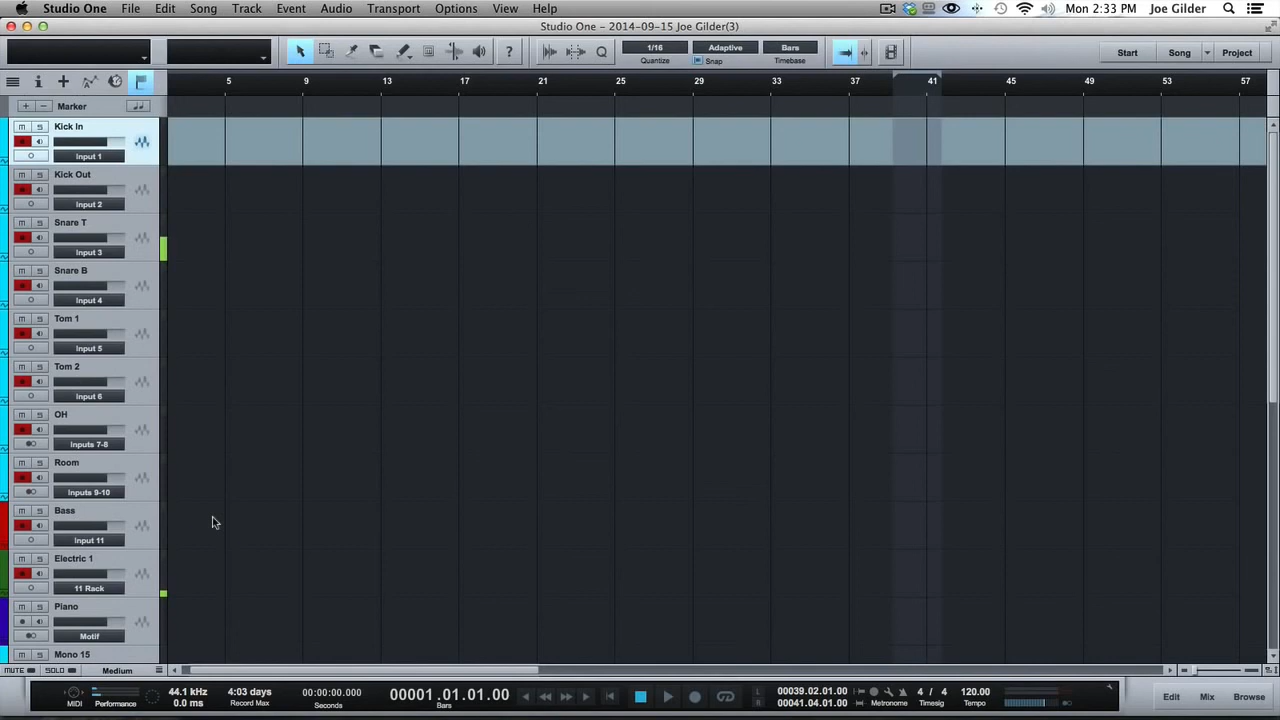 Studio One File Edit Song Track Event Audio Transport Options View Help Mon 2:33 PM Joe Gilder
Studio One - 2014-09-15 Joe Gilder(3)
? Q 1/16 Adaptive Bars Start Song Project
Quantize Snap Timebase
i + 5 9 13 17 21 25 29 33 37 41 45 49 53 57
+ - Marker
M S Kick In
Input 1
M S Kick Out
Input 2
M S Snare T
Input 3
M S Snare B
Input 4
M S Tom 1
Input 5
M S Tom 2
Input 6
M S OH
Inputs 7-8
M S Room
Inputs 9-10
M S Bass
Input 11
M S Electric 1
11 Rack
M S Piano
Motif
M S Mono 15
MUTE SOLO Medium
MIDI Performance
44.1 kHz
0.0 ms
4:03 days
Record Max
00:00:00.000
Seconds
00001.01.01.00
Bars
L 00039.02.01.00
R 00041.04.01.00
Metronome
4 / 4
Timesig
120.00
Tempo
Edit Mix Browse